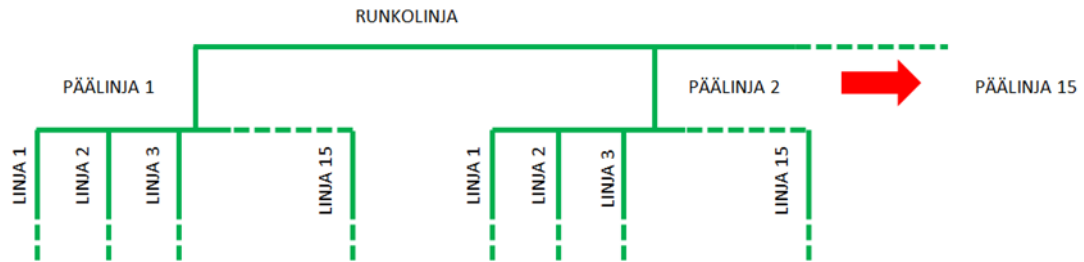 RUNKOLINJA
PÄÄLINJA 1
PÄÄLINJA 2
PÄÄLINJA 15
LINJA 1
LINJA 2
LINJA 3
LINJA 15
LINJA 1
LINJA 2
LINJA 3
LINJA 15